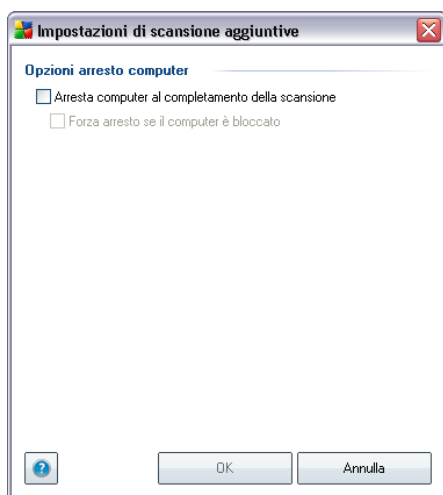 Impostazioni di scansione aggiuntive
Opzioni arresto computer
Arresta computer al completamento della scansione
Forza arresto se il computer è bloccato
?
OK
Annulla